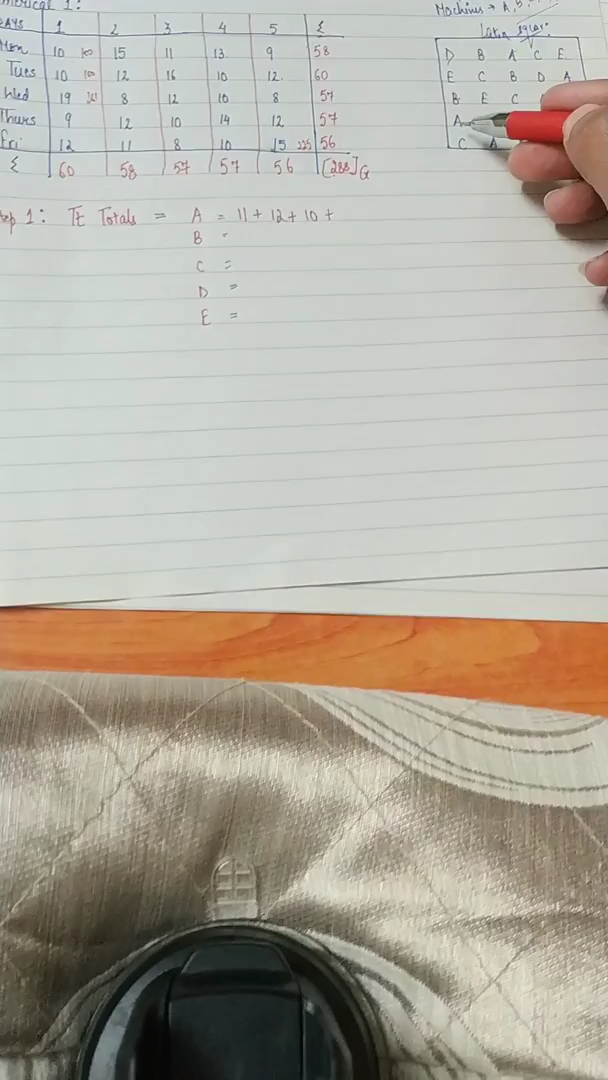 Machines → A, B,
DAYS 1 2 3 4 5 Σ
Latin square:
Mon 10 100 15 11 13 9 58
D B A C E
Tues 10 100 12 16 10 12 60
E C B D A
Wed 19 361 8 12 10 8 57
B E C
Thurs 9 12 10 14 12 57
A
Fri 12 11 8 10 15 225 56
C A
Σ 60 58 57 57 56 [288] G
Step 1: Tt Totals = A = 11 + 12 + 10 +
B =
C =
D =
E =